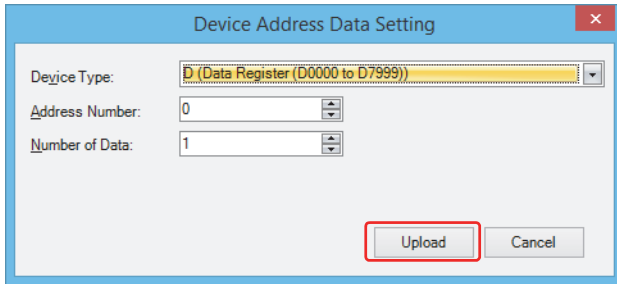 Device Address Data Setting
Device Type: D (Data Register (D0000 to D7999))
Address Number: 0
Number of Data: 1
Upload Cancel